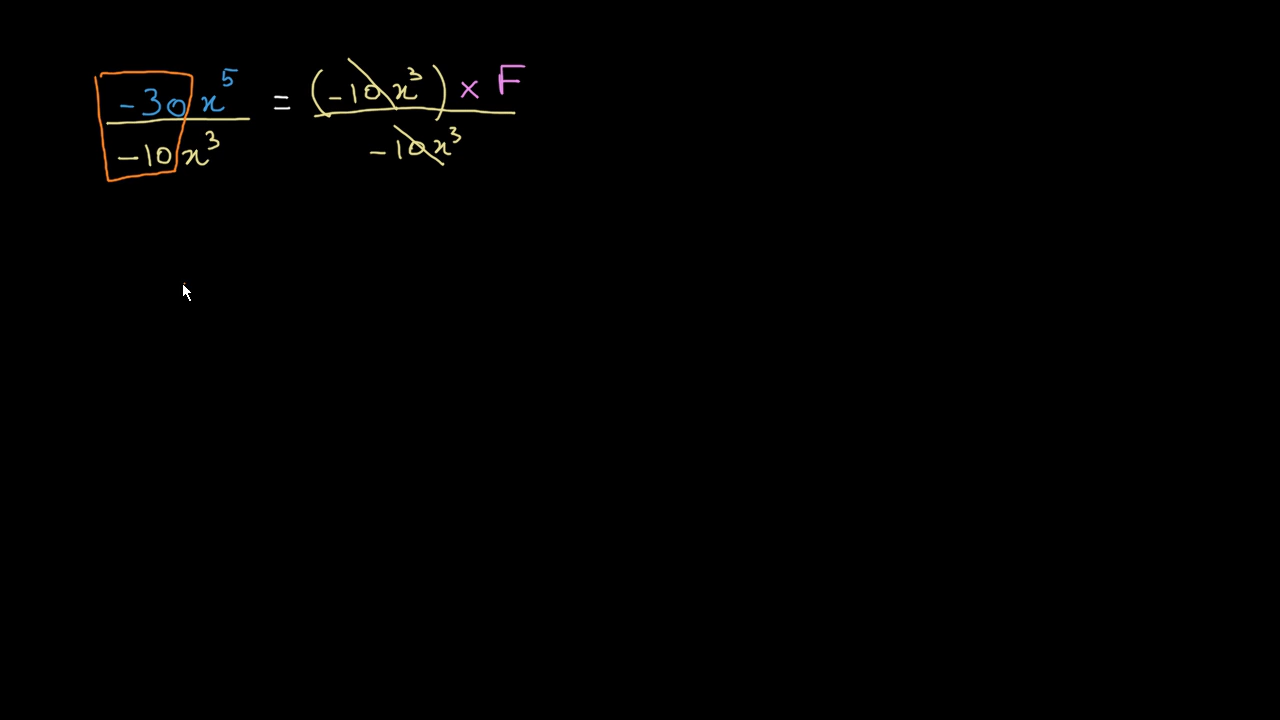 -30x^5 / -10x^3 = (-10x^3) × F / -10x^3